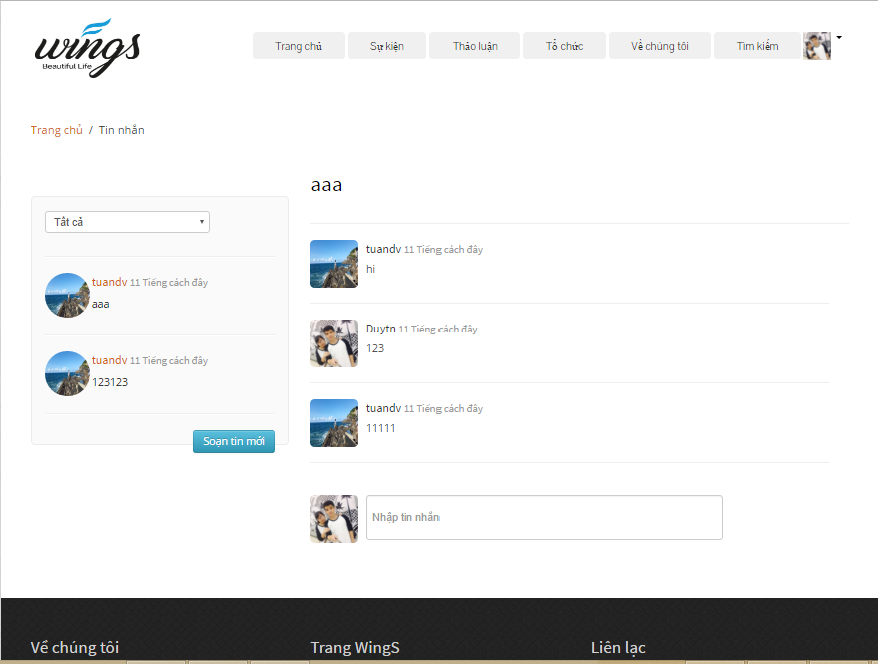 wings
Beautiful Life
Trang chủ Sự kiện Thảo luận Tổ chức Về chúng tôi Tìm kiếm
Trang chủ / Tin nhắn
aaa
Tất cả
tuandv 11 Tiếng cách đây
aaa
tuandv 11 Tiếng cách đây
123123
Soạn tin mới
tuandv 11 Tiếng cách đây
hi
Duytn 11 Tiếng cách đây
123
tuandv 11 Tiếng cách đây
11111
Nhập tin nhắn
Về chúng tôi Trang WingS Liên lạc